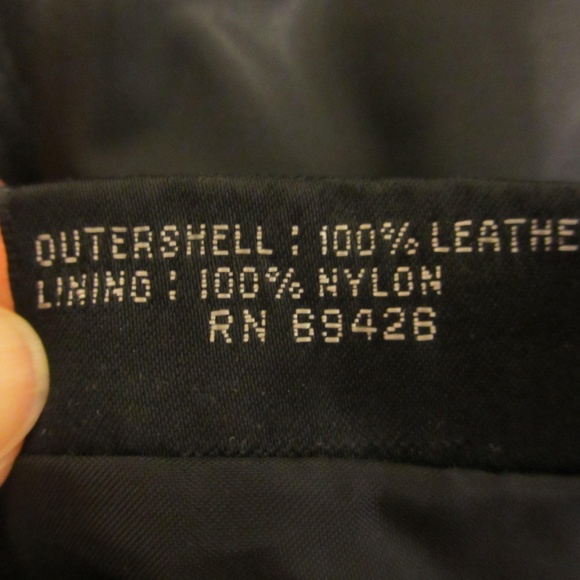 OUTERSHELL : 100% LEATHE
LINING : 100% NYLON
RN 69426